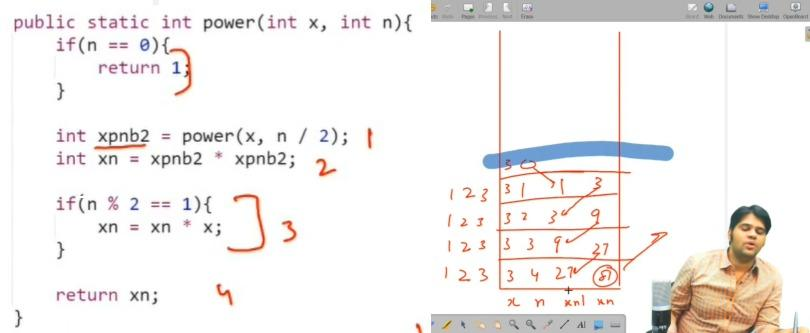 public static int power(int x, int n){
if(n == 0){
return 1;
}
int xpnb2 = power(x, n / 2); 1
int xn = xpnb2 * xpnb2; 2
if(n % 2 == 1){
xn = xn * x;
} 3
return xn; 4
}
Undo Pages Previous Next Erase
Board Web Documents Show Desktop OpenBoard
3 0
1 2 3 3 1 1 3
1 2 3 3 2 3 9
1 2 3 3 3 9 27
1 2 3 3 4 27 81
x n xn1 xn